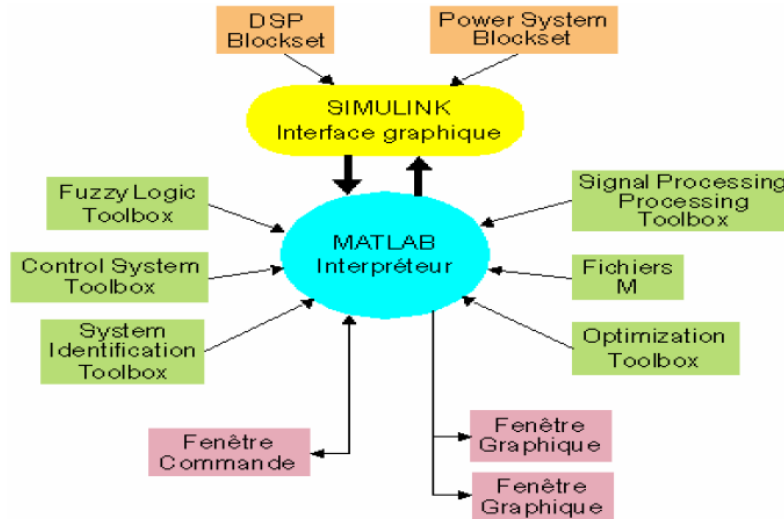 DSP
Blockset
Power System
Blockset
SIMULINK
Interface graphique
Fuzzy Logic
Toolbox
Signal Processing
Processing
Toolbox
MATLAB
Interpréteur
Control System
Toolbox
Fichiers
M
System
Identification
Toolbox
Optimization
Toolbox
Fenêtre
Commande
Fenêtre
Graphique
Fenêtre
Graphique